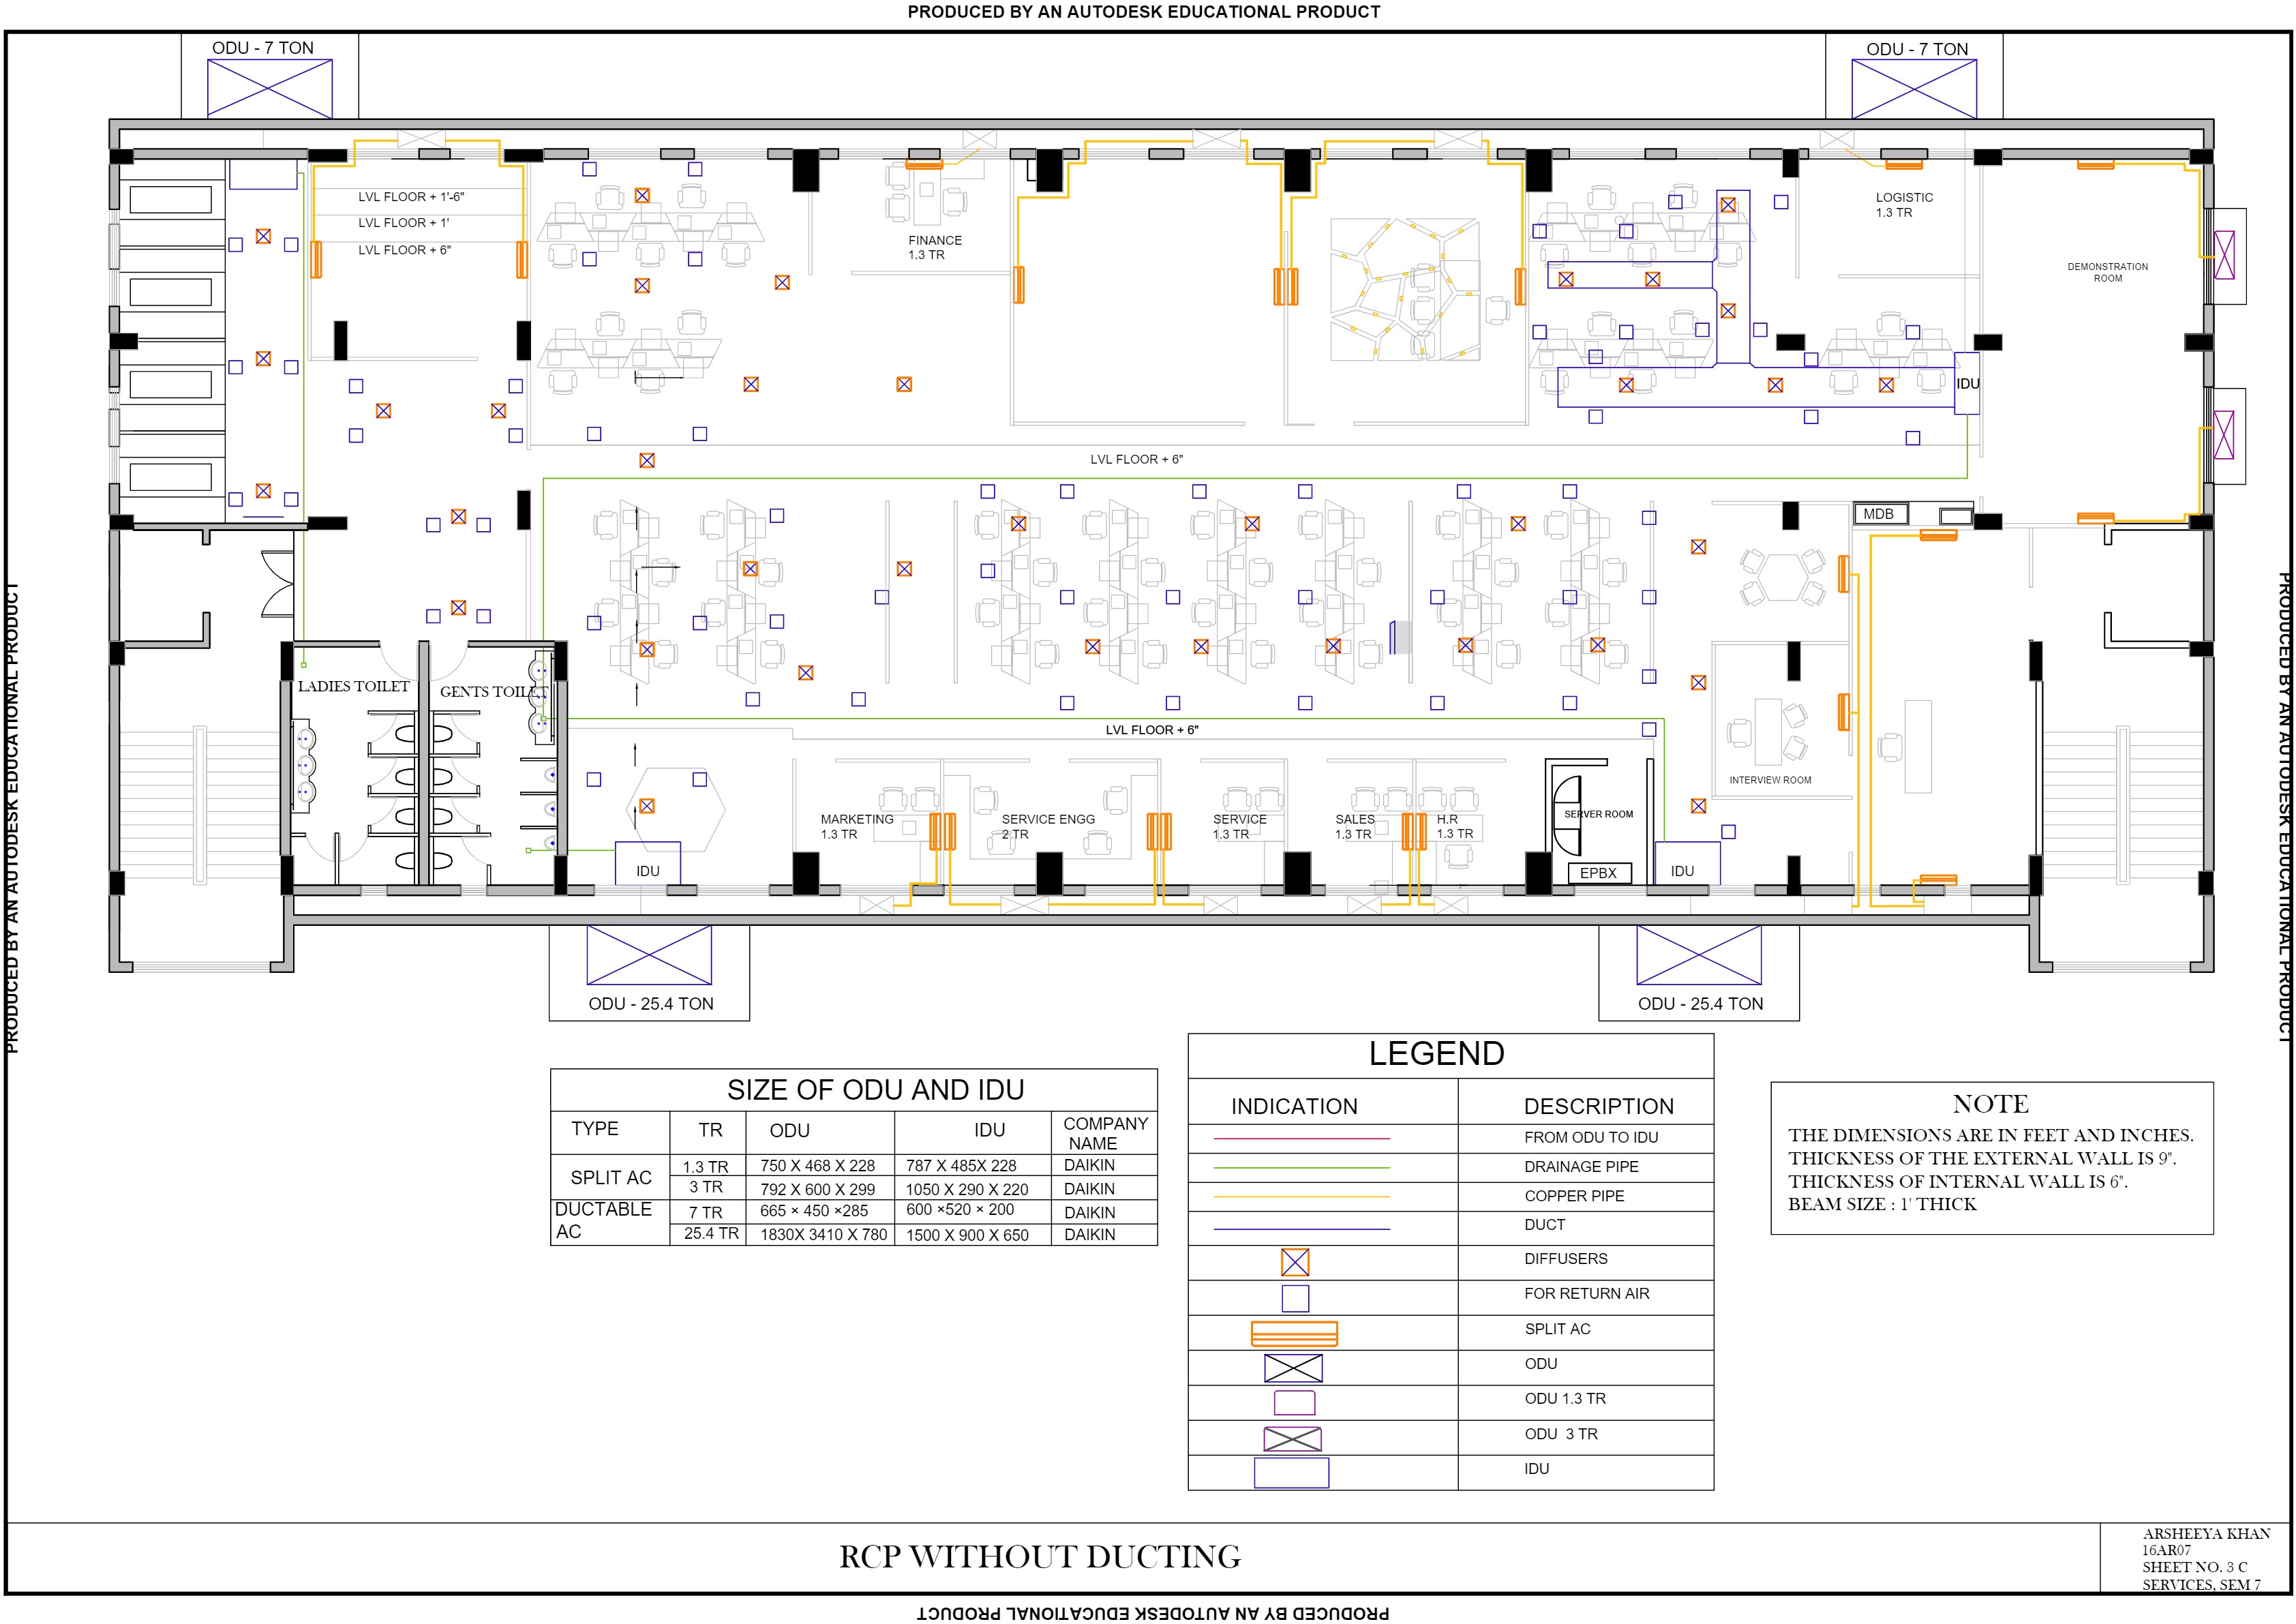 PRODUCED BY AN AUTODESK EDUCATIONAL PRODUCT
ODU - 7 TON
ODU - 7 TON
LVL FLOOR + 1'-6"
LVL FLOOR + 1'
LVL FLOOR + 6"
FINANCE
1.3 TR
LOGISTIC
1.3 TR
DEMONSTRATION
ROOM
IDU
LVL FLOOR + 6"
MDB
PRODUCED BY AN AUTODESK EDUCATIONAL PRODUCT
PRODUCED BY AN AUTODESK EDUCATIONAL PRODUCT
LADIES TOILET
GENTS TOILET
LVL FLOOR + 6"
INTERVIEW ROOM
MARKETING
1.3 TR
SERVICE ENGG
2 TR
SERVICE
1.3 TR
SALES
1.3 TR
H.R
1.3 TR
SERVER ROOM
EPBX
IDU
IDU
ODU - 25.4 TON
ODU - 25.4 TON
SIZE OF ODU AND IDU
TYPE TR ODU IDU COMPANY NAME
SPLIT AC 1.3 TR 750 X 468 X 228 787 X 485X 228 DAIKIN
3 TR 792 X 600 X 299 1050 X 290 X 220 DAIKIN
DUCTABLE AC 7 TR 665 × 450 ×285 600 ×520 × 200 DAIKIN
25.4 TR 1830X 3410 X 780 1500 X 900 X 650 DAIKIN
LEGEND
INDICATION DESCRIPTION
FROM ODU TO IDU
DRAINAGE PIPE
COPPER PIPE
DUCT
DIFFUSERS
FOR RETURN AIR
SPLIT AC
ODU
ODU 1.3 TR
ODU 3 TR
IDU
NOTE
THE DIMENSIONS ARE IN FEET AND INCHES.
THICKNESS OF THE EXTERNAL WALL IS 9".
THICKNESS OF INTERNAL WALL IS 6".
BEAM SIZE : 1' THICK
RCP WITHOUT DUCTING
ARSHEEYA KHAN
16AR07
SHEET NO. 3 C
SERVICES, SEM 7
PRODUCED BY AN AUTODESK EDUCATIONAL PRODUCT